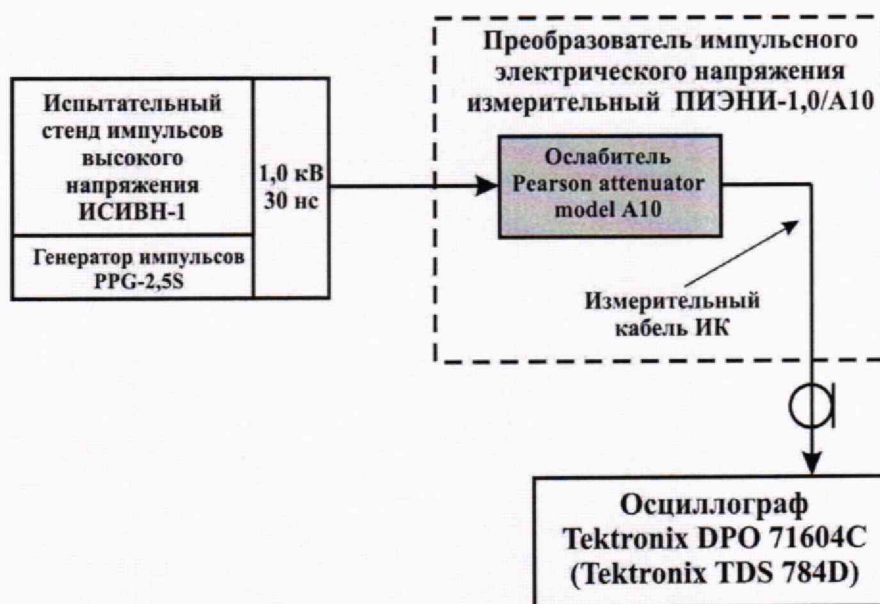 Преобразователь импульсного
электрического напряжения
измерительный ПИЭНИ-1,0/А10
Испытательный
стенд импульсов
высокого
напряжения
ИСИВН-1
1,0 кВ
30 нс
Генератор импульсов
PPG-2,5S
Ослабитель
Pearson attenuator
model A10
Измерительный
кабель ИК
Осциллограф
Tektronix DPO 71604C
(Tektronix TDS 784D)